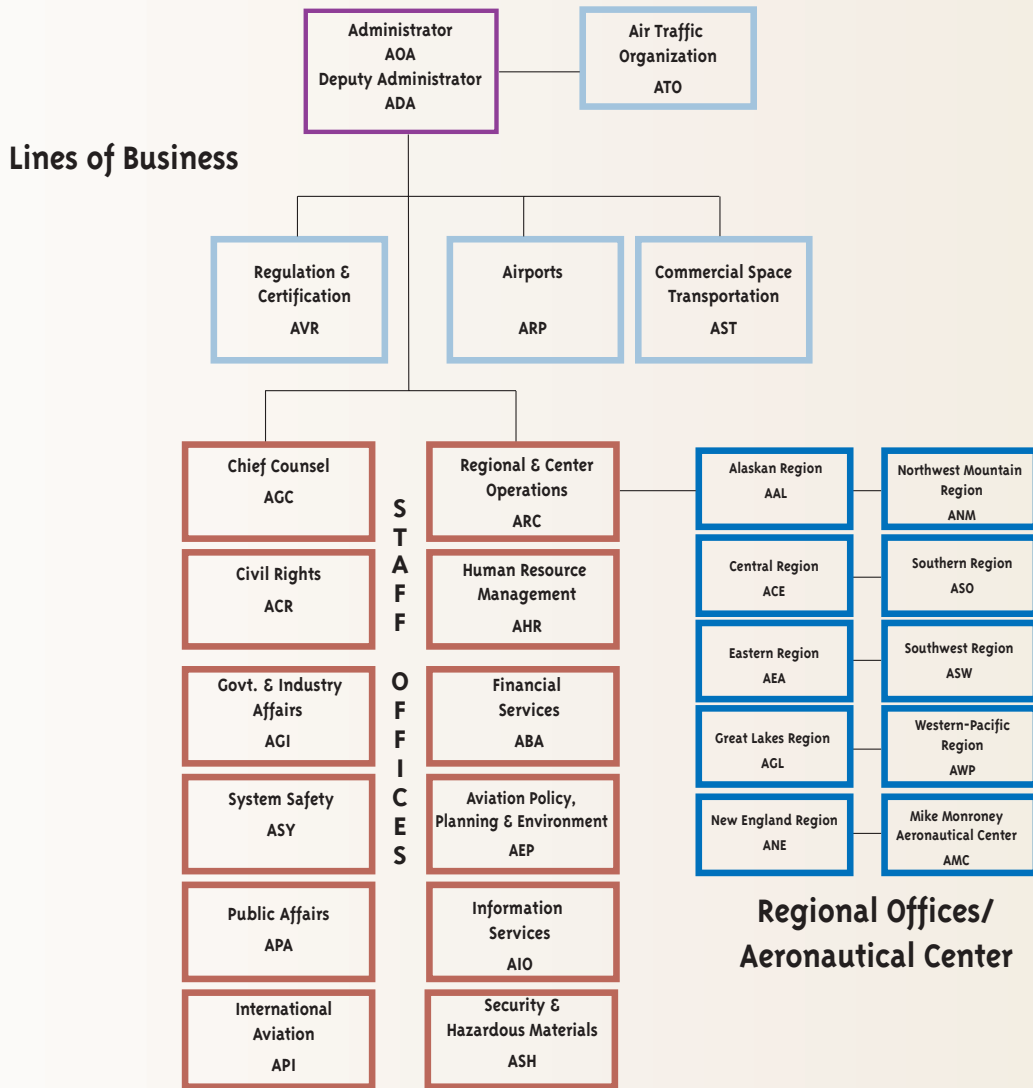 Administrator
AOA
Deputy Administrator
ADA
Air Traffic
Organization
ATO
Lines of Business
Regulation &
Certification
AVR
Airports
ARP
Commercial Space
Transportation
AST
Chief Counsel
AGC
Civil Rights
ACR
Govt. & Industry
Affairs
AGI
System Safety
ASY
Public Affairs
APA
International
Aviation
API
STAFF OFFICES
Regional & Center
Operations
ARC
Human Resource
Management
AHR
Financial
Services
ABA
Aviation Policy,
Planning & Environment
AEP
Information
Services
AIO
Security &
Hazardous Materials
ASH
Alaskan Region
AAL
Northwest Mountain
Region
ANM
Central Region
ACE
Southern Region
ASO
Eastern Region
AEA
Southwest Region
ASW
Great Lakes Region
AGL
Western-Pacific
Region
AWP
New England Region
ANE
Mike Monroney
Aeronautical Center
AMC
Regional Offices/
Aeronautical Center